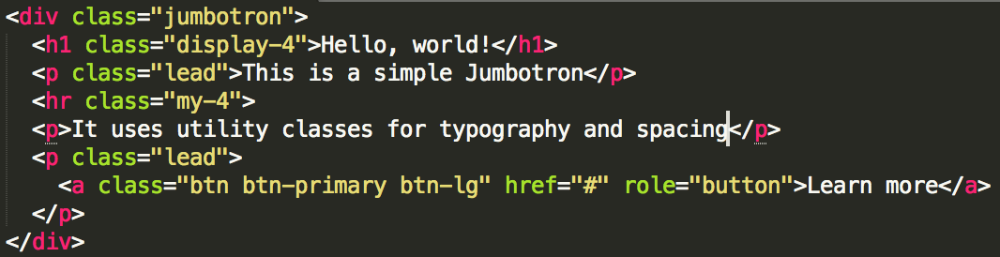 <div class="jumbotron">
  <h1 class="display-4">Hello, world!</h1>
  <p class="lead">This is a simple Jumbotron</p>
  <hr class="my-4">
  <p>It uses utility classes for typography and spacing</p>
  <p class="lead">
    <a class="btn btn-primary btn-lg" href="#" role="button">Learn more</a>
  </p>
</div>